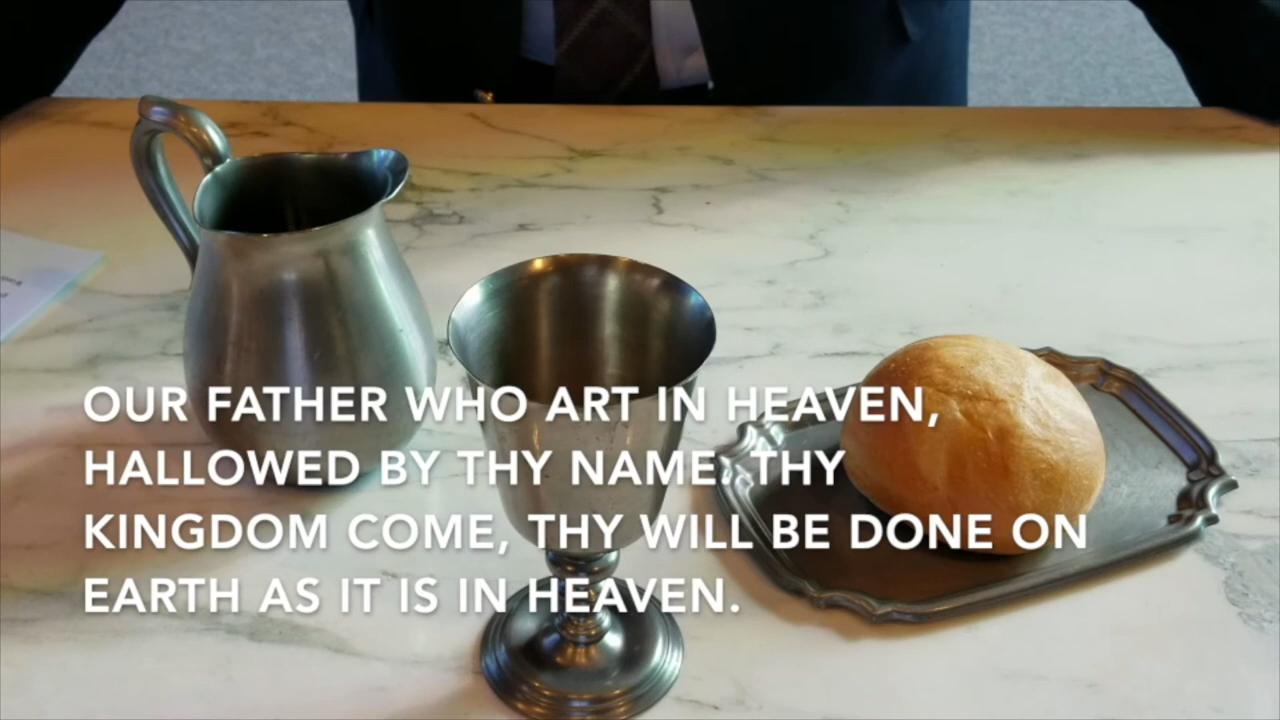 OUR FATHER WHO ART IN HEAVEN,
HALLOWED BY THY NAME. THY
KINGDOM COME, THY WILL BE DONE ON
EARTH AS IT IS IN HEAVEN.